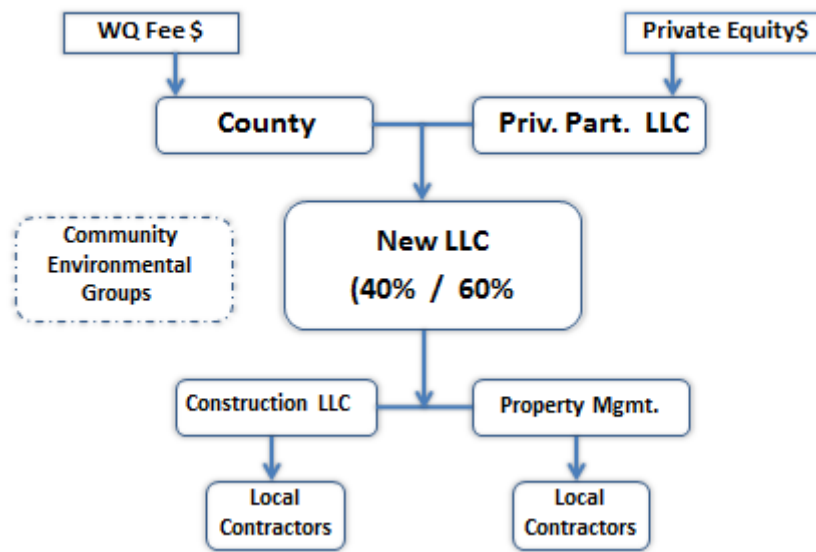 WQ Fee $
Private Equity$
County
Priv. Part. LLC
Community
Environmental
Groups
New LLC
(40% / 60%
Construction LLC
Property Mgmt.
Local
Contractors
Local
Contractors